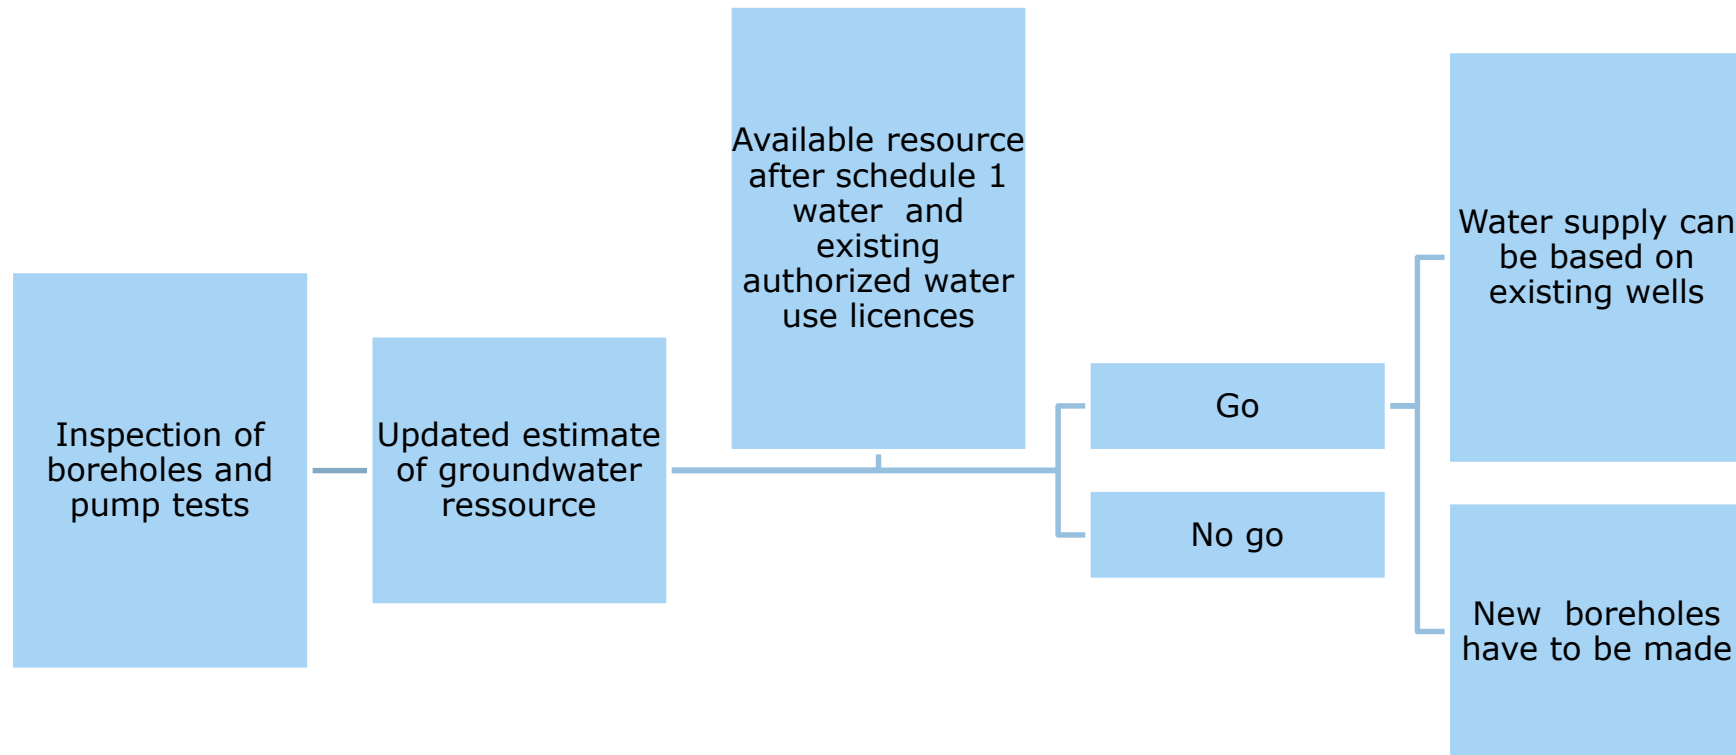 Inspection of
boreholes and
pump tests
Updated estimate
of groundwater
ressource
Available resource
after schedule 1
water  and
existing
authorized water
use licences
Go
No go
Water supply can
be based on
existing wells
New  boreholes
have to be made